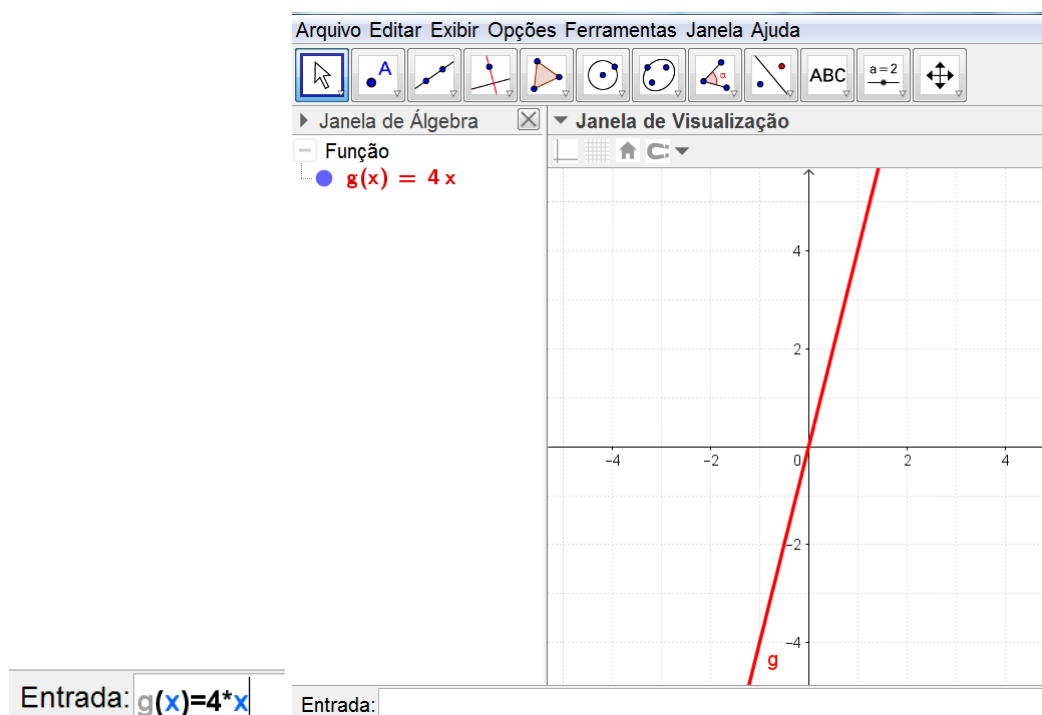 Arquivo Editar Exibir Opções Ferramentas Janela Ajuda
A
α
ABC
a=2
Janela de Álgebra
Janela de Visualização
Função
g(x) = 4 x
4
2
-4
-2
0
2
4
-2
-4
g
Entrada: g(x)=4*x
Entrada: